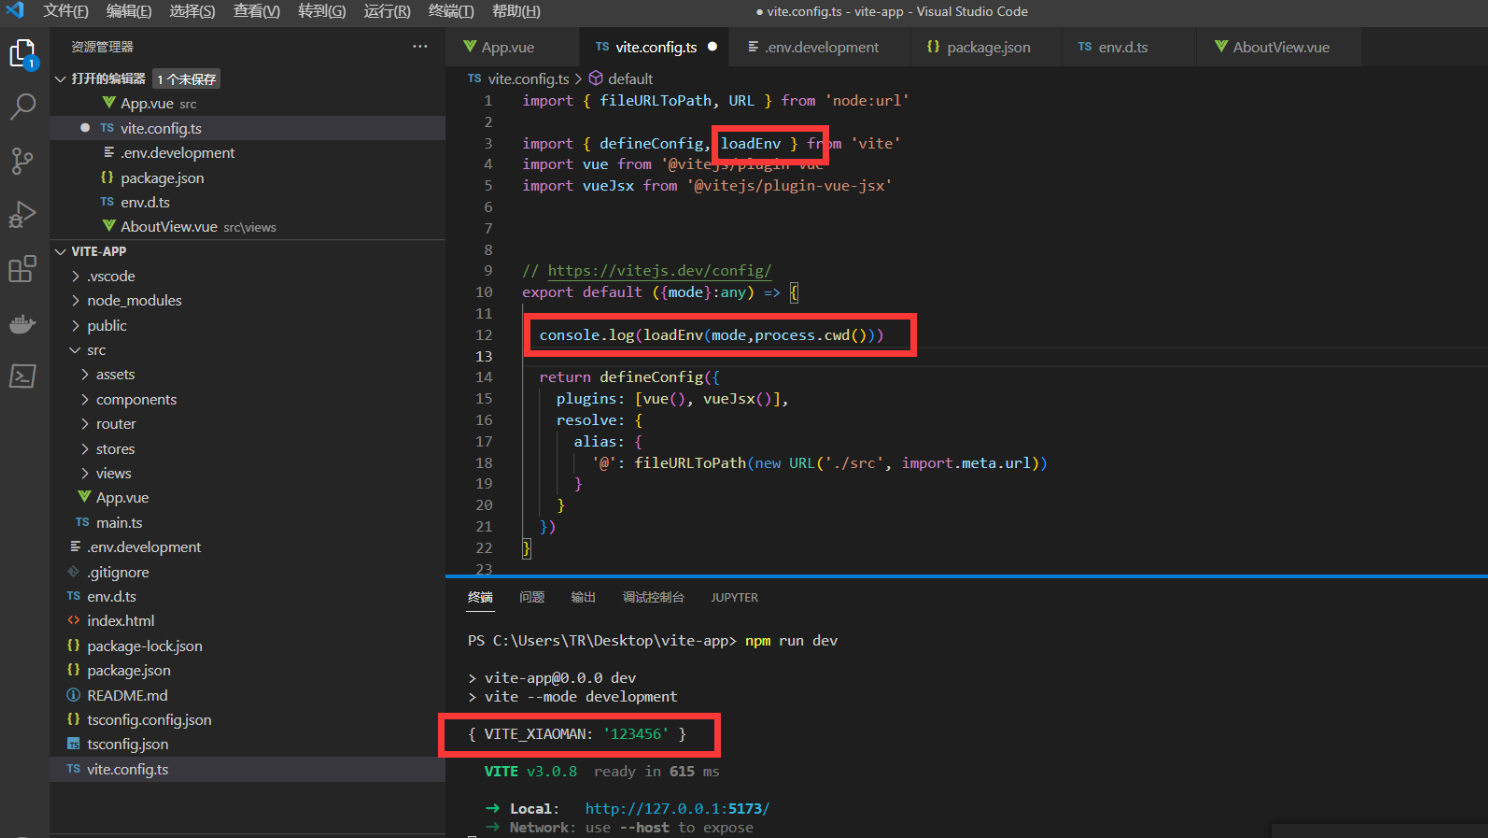 文件(F) 编辑(E) 选择(S) 查看(V) 转到(G) 运行(R) 终端(T) 帮助(H) ● vite.config.ts - vite-app - Visual Studio Code
资源管理器 ···
1
打开的编辑器 1 个未保存
App.vue src
TS vite.config.ts
.env.development
{} package.json
TS env.d.ts
AboutView.vue src\views
VITE-APP
.vscode
node_modules
public
src
assets
components
router
stores
views
App.vue
TS main.ts
.env.development
.gitignore
TS env.d.ts
<> index.html
{} package-lock.json
{} package.json
README.md
{} tsconfig.config.json
TS tsconfig.json
TS vite.config.ts
App.vue TS vite.config.ts ● .env.development {} package.json TS env.d.ts AboutView.vue
TS vite.config.ts > default
1 import { fileURLToPath, URL } from 'node:url'
2
3 import { defineConfig, loadEnv } from 'vite'
4 import vue from '@vitejs/plugin-vue'
5 import vueJsx from '@vitejs/plugin-vue-jsx'
6
7
8
9 // https://vitejs.dev/config/
10 export default ({mode}:any) => {
11
12 console.log(loadEnv(mode,process.cwd()))
13
14 return defineConfig({
15 plugins: [vue(), vueJsx()],
16 resolve: {
17 alias: {
18 '@': fileURLToPath(new URL('./src', import.meta.url))
19 }
20 }
21 })
22 }
23
终端 问题 输出 调试控制台 JUPYTER
PS C:\Users\TR\Desktop\vite-app> npm run dev
> vite-app@0.0.0 dev
> vite --mode development
{ VITE_XIAOMAN: '123456' }
VITE v3.0.8 ready in 615 ms
➜ Local: http://127.0.0.1:5173/
➜ Network: use --host to expose